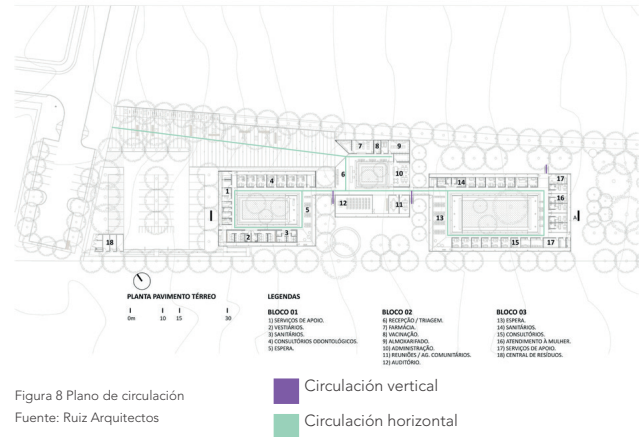 7
8
9
6
10
4
17
14
1
16
5
12
11
13
A
2
3
15
17
18
PLANTA PAVIMENTO TÉRREO
0m 10 15 30
LEGENDAS
BLOCO 01
1) SERVIÇOS DE APOIO.
2) VESTIÁRIOS.
3) SANITÁRIOS.
4) CONSULTÓRIOS ODONTOLÓGICOS.
5) ESPERA.
BLOCO 02
6) RECEPÇÃO / TRIAGEM.
7) FARMÁCIA.
8) VACINAÇÃO.
9) ALMOXARIFADO.
10) ADMINISTRAÇÃO.
11) REUNIÕES / AG. COMUNITÁRIOS.
12) AUDITÓRIO.
BLOCO 03
13) ESPERA.
14) SANITÁRIOS.
15) CONSULTÓRIOS.
16) ATENDIMENTO À MULHER.
17) SERVIÇOS DE APOIO.
18) CENTRAL DE RESÍDUOS.
Figura 8 Plano de circulación
Fuente: Ruiz Arquitectos
Circulación vertical
Circulación horizontal